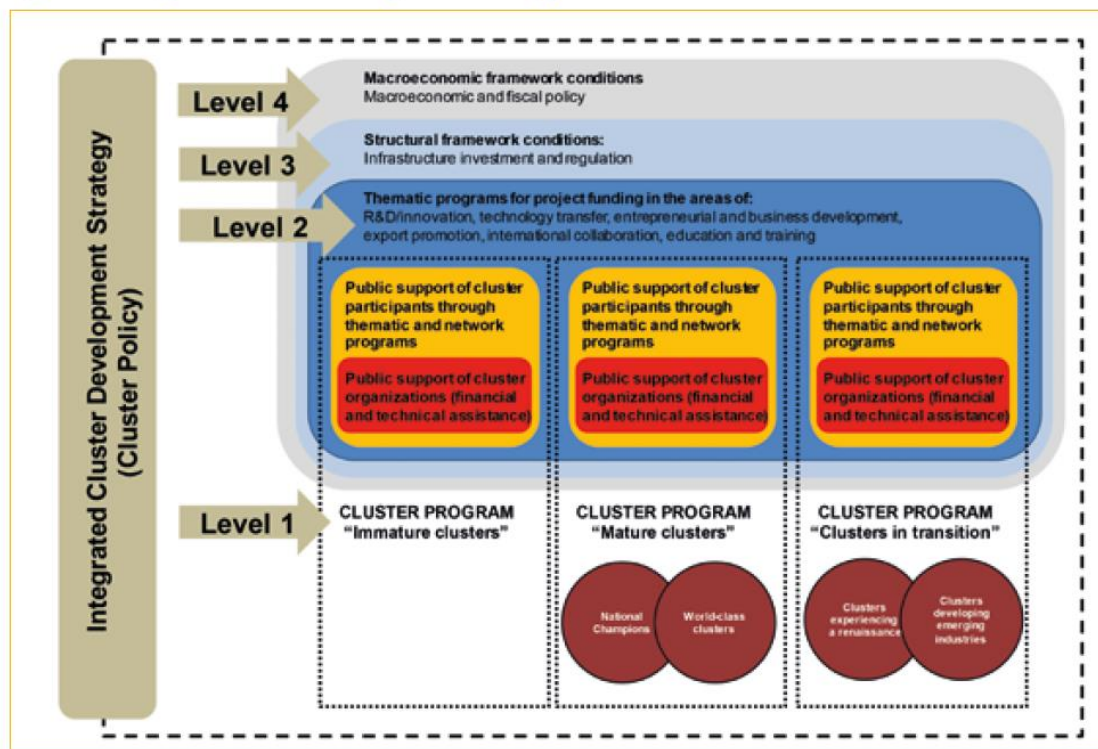 Integrated Cluster Development Strategy
(Cluster Policy)
Level 4
Macroeconomic framework conditions
Macroeconomic and fiscal policy
Level 3
Structural framework conditions:
Infrastructure investment and regulation
Level 2
Thematic programs for project funding in the areas of:
R&D/innovation, technology transfer, entrepreneurial and business development,
export promotion, international collaboration, education and training
Public support of cluster
participants through
thematic and network
programs
Public support of cluster
organizations (financial
and technical assistance)
Public support of cluster
participants through
thematic and network
programs
Public support of cluster
organizations (financial
and technical assistance)
Public support of cluster
participants through
thematic and network
programs
Public support of cluster
organizations (financial
and technical assistance)
Level 1
CLUSTER PROGRAM
“Immature clusters”
CLUSTER PROGRAM
“Mature clusters”
CLUSTER PROGRAM
“Clusters in transition”
National
Champions
World-class
clusters
Clusters
experiencing
a renaissance
Clusters
developing
emerging
industries